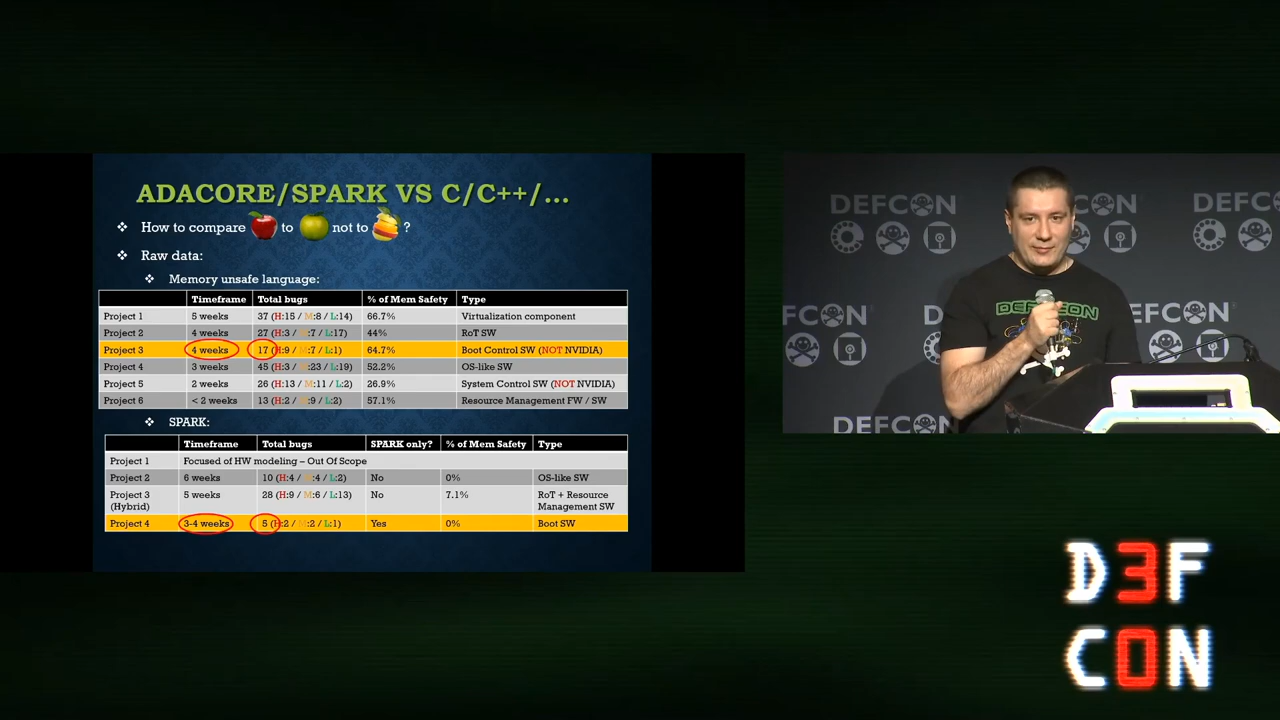 ADACORE/SPARK VS C/C++/...
❖ How to compare to not to ?
❖ Raw data:
❖ Memory unsafe language:
Timeframe Total bugs % of Mem Safety Type
Project 1 5 weeks 37 (H:15 / M:8 / L:14) 66.7% Virtualization component
Project 2 4 weeks 27 (H:3 / M:7 / L:17) 44% RoT SW
Project 3 4 weeks 17 (H:9 / M:7 / L:1) 64.7% Boot Control SW (NOT NVIDIA)
Project 4 3 weeks 45 (H:3 / M:23 / L:19) 52.2% OS-like SW
Project 5 2 weeks 26 (H:13 / M:11 / L:2) 26.9% System Control SW (NOT NVIDIA)
Project 6 < 2 weeks 13 (H:2 / M:9 / L:2) 57.1% Resource Management FW / SW
❖ SPARK:
Timeframe Total bugs SPARK only? % of Mem Safety Type
Project 1 Focused of HW modeling – Out Of Scope
Project 2 6 weeks 10 (H:4 / M:4 / L:2) No 0% OS-like SW
Project 3 (Hybrid) 5 weeks 28 (H:9 / M:6 / L:13) No 7.1% RoT + Resource Management SW
Project 4 3-4 weeks 5 (H:2 / M:2 / L:1) Yes 0% Boot SW
DEFCON
DEFCON
DEFCON
DEFCON
DEFCON
DEFCON
DEFCON
D3F
C0N